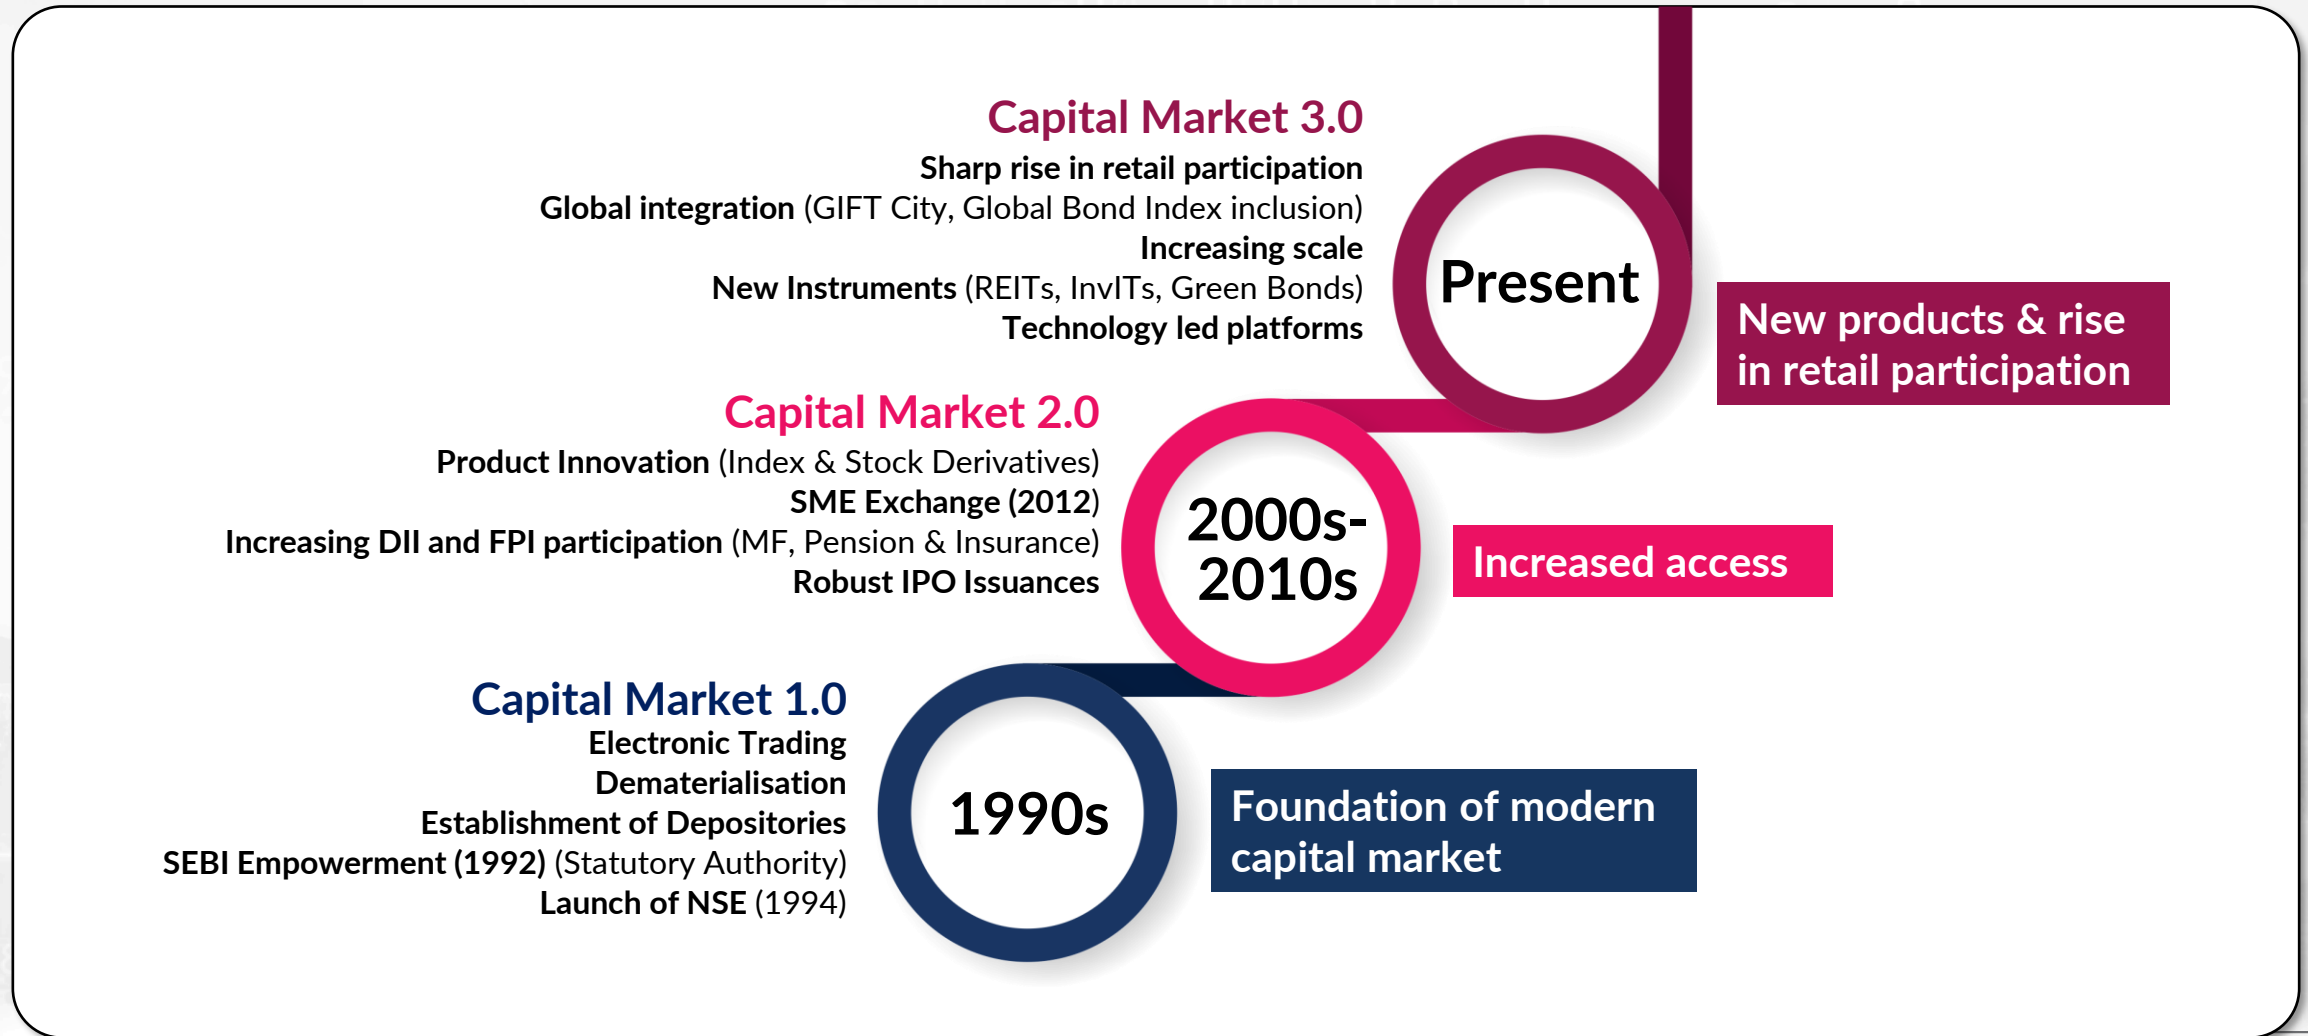 Capital Market 3.0
Sharp rise in retail participation
Global integration (GIFT City, Global Bond Index inclusion)
Increasing scale
New Instruments (REITs, InvITs, Green Bonds)
Technology led platforms
Present
New products & rise
in retail participation
Capital Market 2.0
Product Innovation (Index & Stock Derivatives)
SME Exchange (2012)
Increasing DII and FPI participation (MF, Pension & Insurance)
Robust IPO Issuances
2000s-
2010s
Increased access
Capital Market 1.0
Electronic Trading
Dematerialisation
Establishment of Depositories
SEBI Empowerment (1992) (Statutory Authority)
Launch of NSE (1994)
1990s
Foundation of modern
capital market